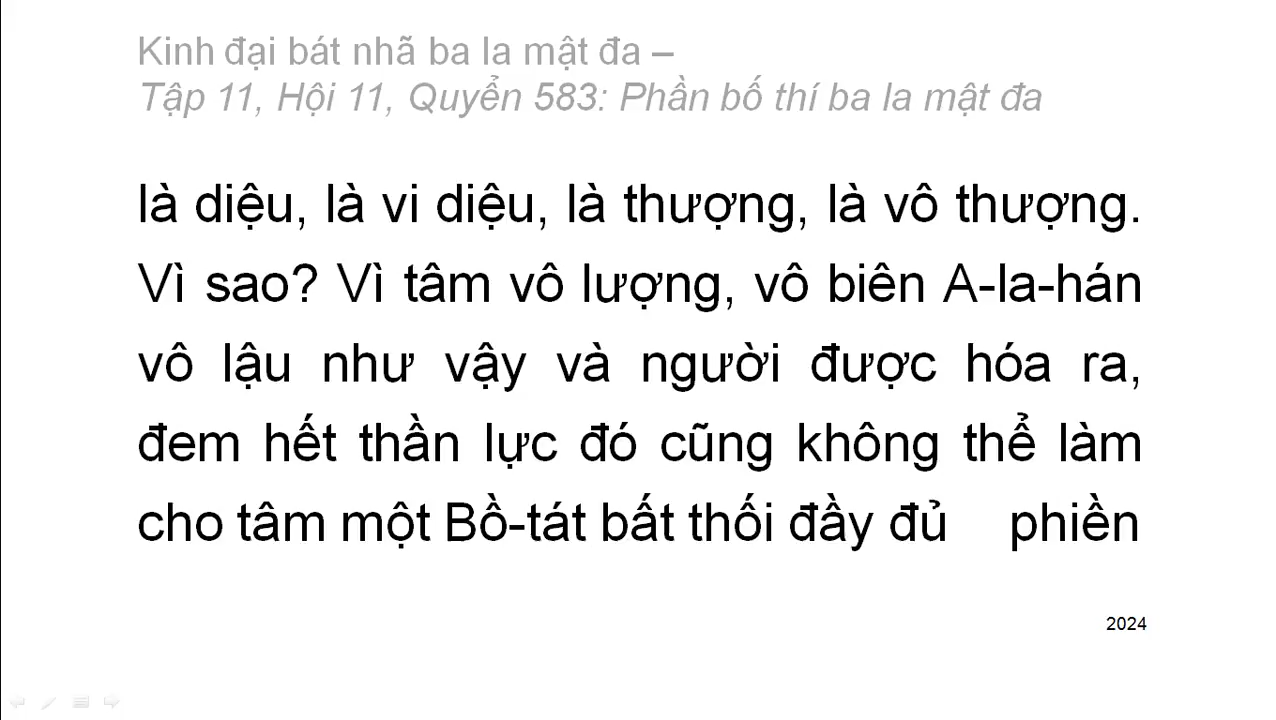 Kinh đại bát nhã ba la mật đa –
Tập 11, Hội 11, Quyển 583: Phần bố thí ba la mật đa
là diệu, là vi diệu, là thượng, là vô thượng.
Vì sao? Vì tâm vô lượng, vô biên A-la-hán
vô lậu như vậy và người được hóa ra,
đem hết thần lực đó cũng không thể làm
cho tâm một Bồ-tát bất thối đầy đủ phiền
2024